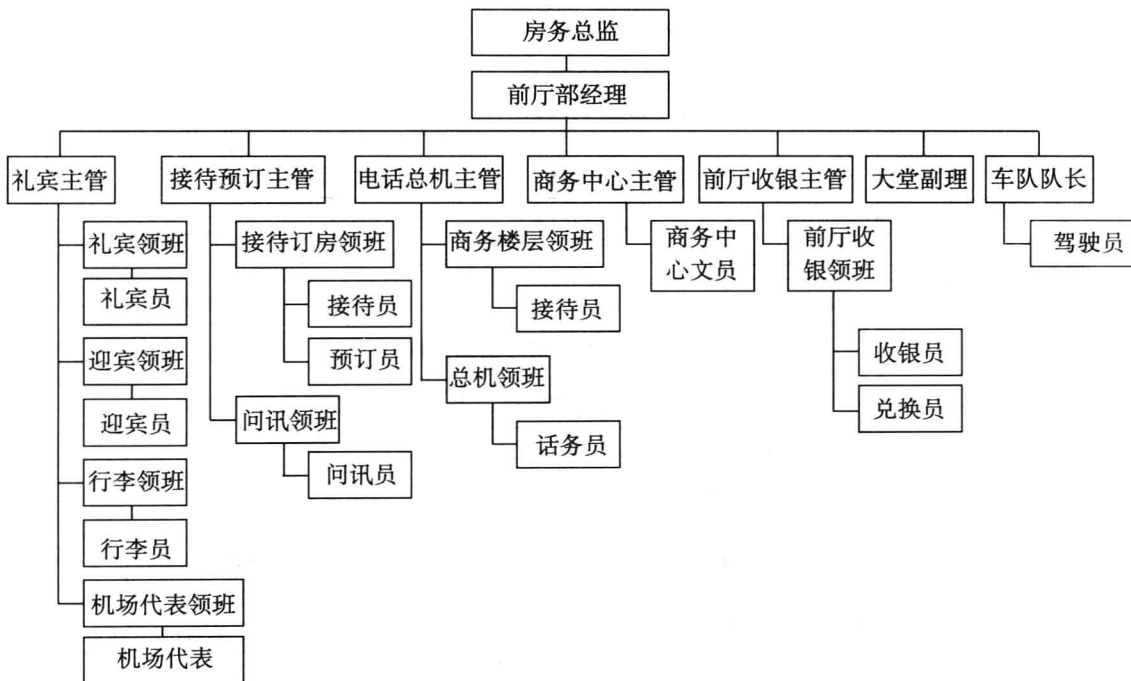 房务总监
前厅部经理
礼宾主管
接待预订主管
电话总机主管
商务中心主管
前厅收银主管
大堂副理
车队队长
礼宾领班
礼宾员
迎宾领班
迎宾员
行李领班
行李员
机场代表领班
机场代表
接待订房领班
接待员
预订员
问讯领班
问讯员
商务楼层领班
接待员
总机领班
话务员
商务中
心文员
前厅收
银领班
收银员
兑换员
驾驶员